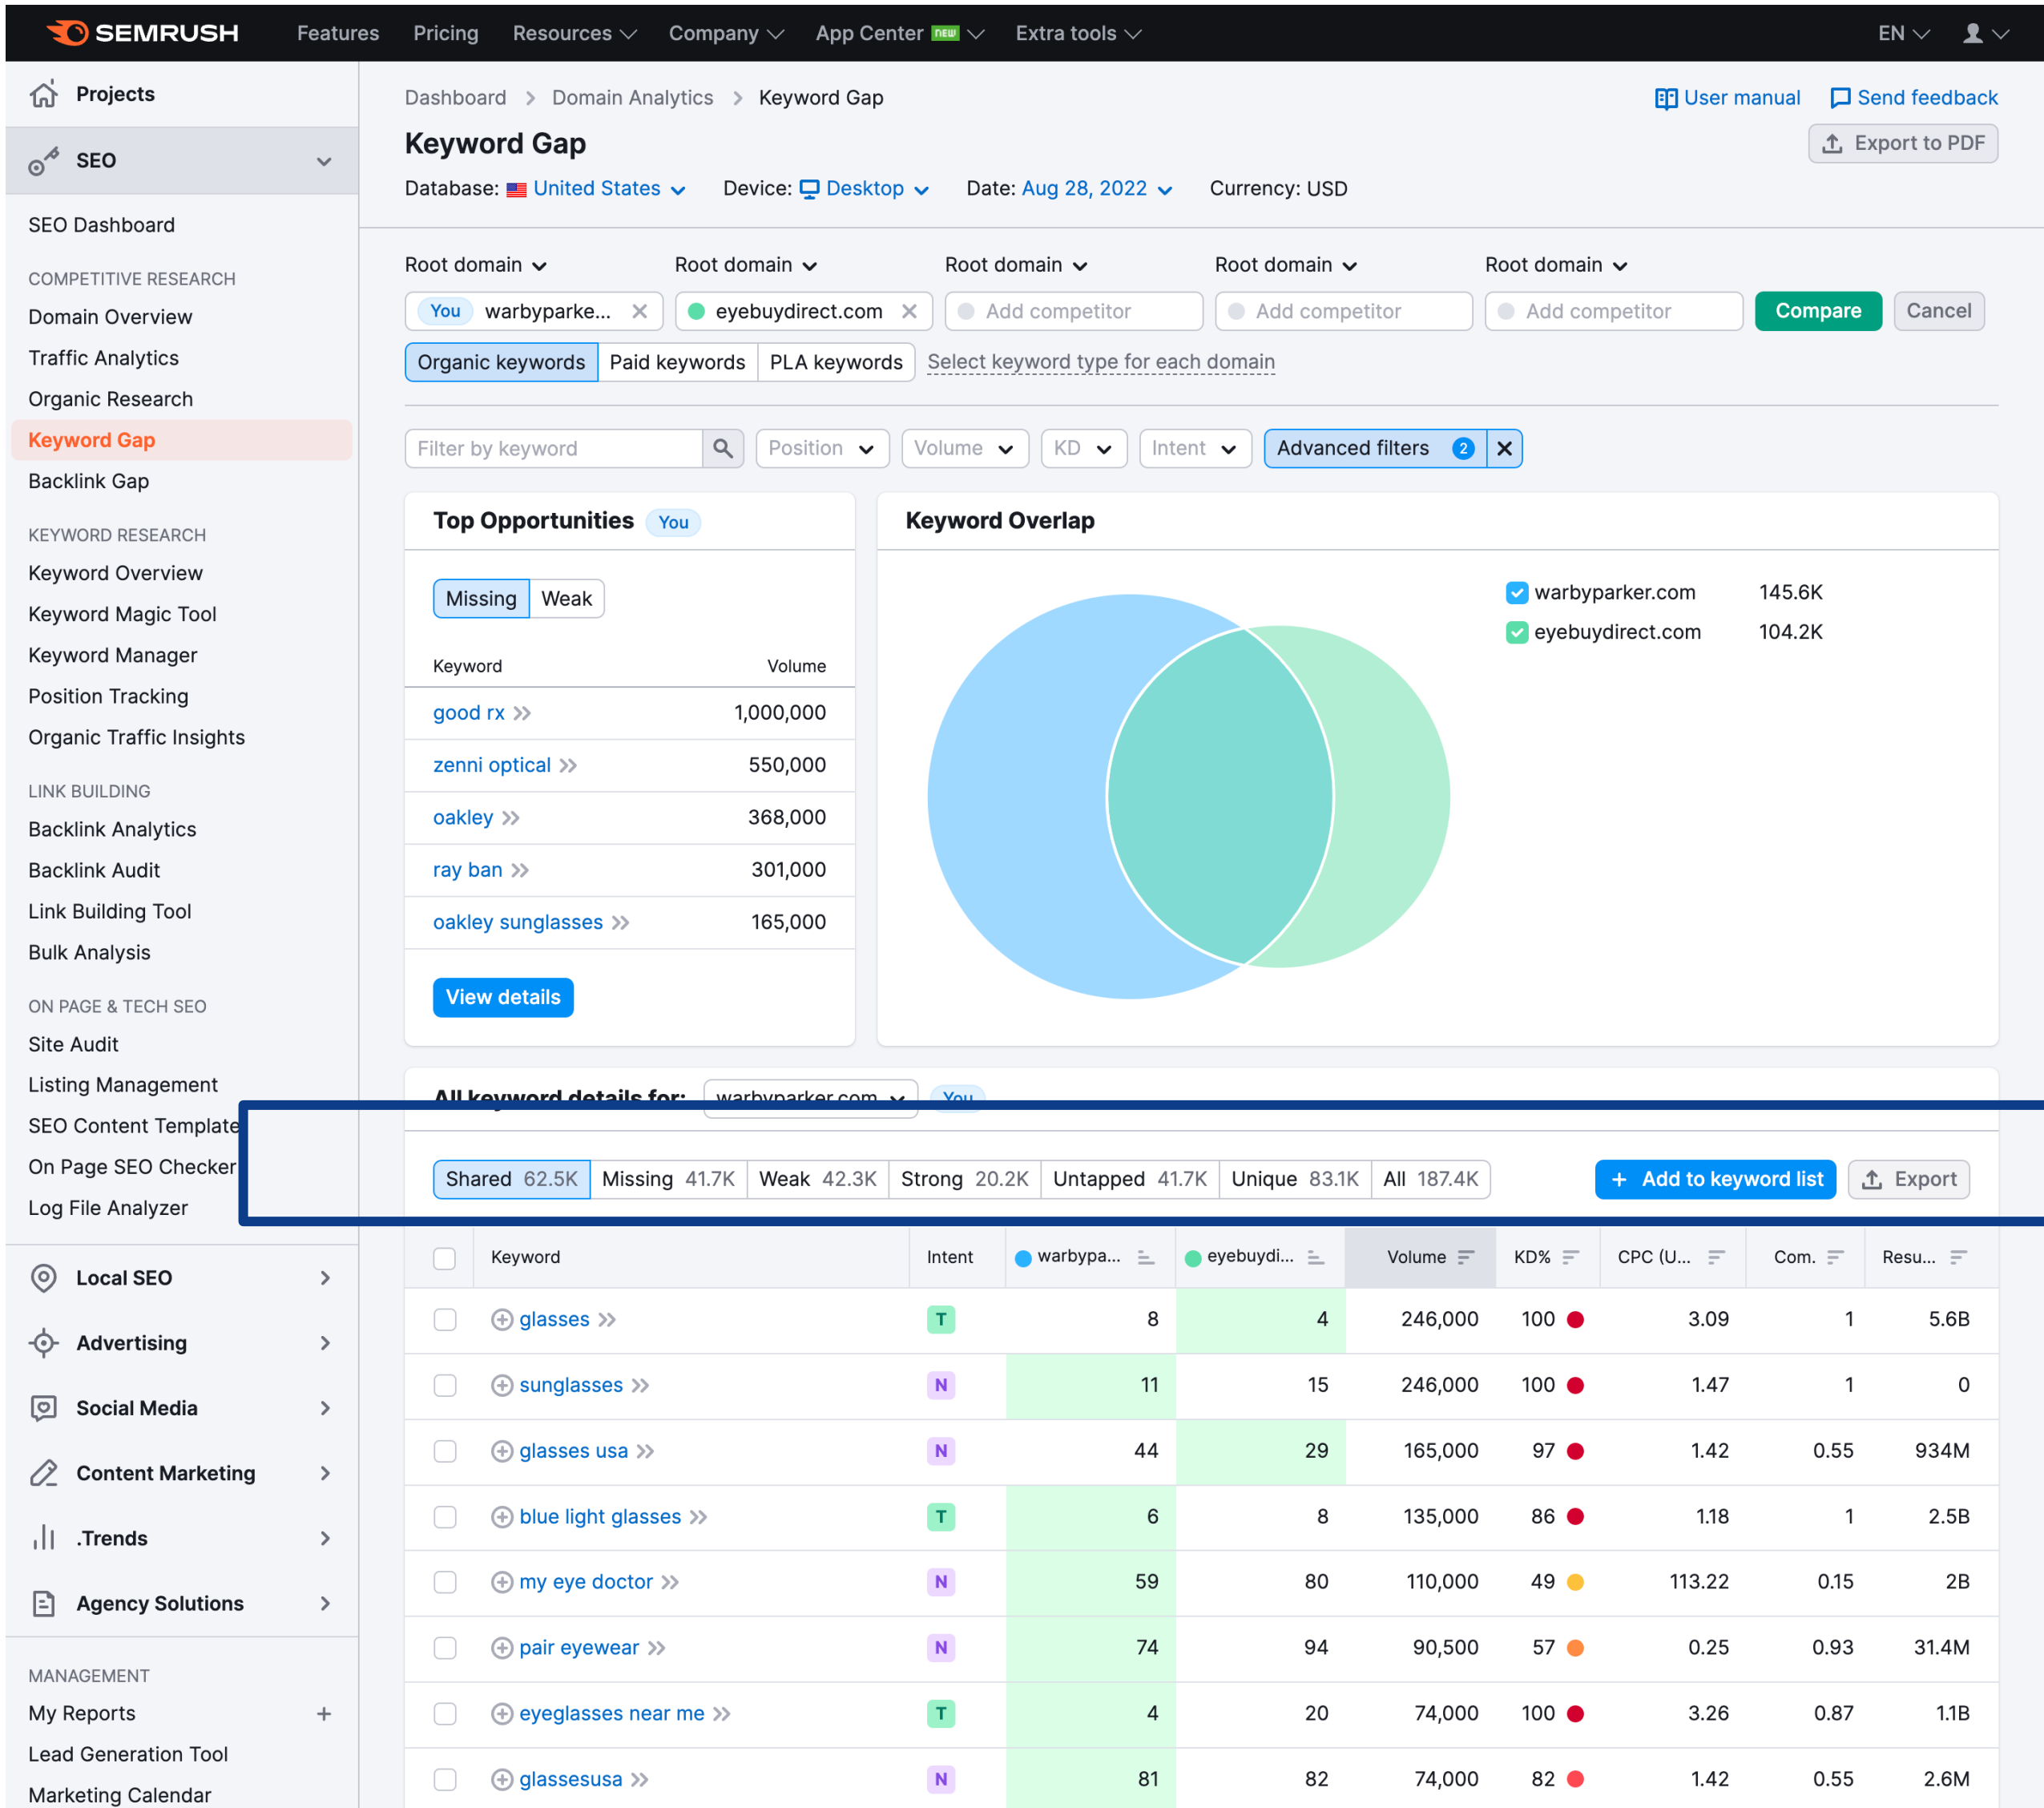 SEMRUSH Features Pricing Resources Company App Center NEW Extra tools EN
Projects
SEO
SEO Dashboard
COMPETITIVE RESEARCH
Domain Overview
Traffic Analytics
Organic Research
Keyword Gap
Backlink Gap
KEYWORD RESEARCH
Keyword Overview
Keyword Magic Tool
Keyword Manager
Position Tracking
Organic Traffic Insights
LINK BUILDING
Backlink Analytics
Backlink Audit
Link Building Tool
Bulk Analysis
ON PAGE & TECH SEO
Site Audit
Listing Management
SEO Content Template
On Page SEO Checker
Log File Analyzer
Local SEO
Advertising
Social Media
Content Marketing
.Trends
Agency Solutions
MANAGEMENT
My Reports +
Lead Generation Tool
Marketing Calendar
Dashboard > Domain Analytics > Keyword Gap User manual Send feedback
Keyword Gap Export to PDF
Database: United States Device: Desktop Date: Aug 28, 2022 Currency: USD
Root domain Root domain Root domain Root domain Root domain
You warbyparke... eyebuydirect.com Add competitor Add competitor Add competitor Compare Cancel
Organic keywords Paid keywords PLA keywords Select keyword type for each domain
Filter by keyword Position Volume KD Intent Advanced filters 2
Top Opportunities You
Missing Weak
Keyword Volume
good rx 1,000,000
zenni optical 550,000
oakley 368,000
ray ban 301,000
oakley sunglasses 165,000
View details
Keyword Overlap
warbyparker.com 145.6K
eyebuydirect.com 104.2K
All keyword details for: warbyparker.com You
Shared 62.5K Missing 41.7K Weak 42.3K Strong 20.2K Untapped 41.7K Unique 83.1K All 187.4K + Add to keyword list Export
Keyword Intent warbypa... eyebuydi... Volume KD% CPC (U... Com. Resu...
glasses T 8 4 246,000 100 3.09 1 5.6B
sunglasses N 11 15 246,000 100 1.47 1 0
glasses usa N 44 29 165,000 97 1.42 0.55 934M
blue light glasses T 6 8 135,000 86 1.18 1 2.5B
my eye doctor N 59 80 110,000 49 113.22 0.15 2B
pair eyewear N 74 94 90,500 57 0.25 0.93 31.4M
eyeglasses near me T 4 20 74,000 100 3.26 0.87 1.1B
glassesusa N 81 82 74,000 82 1.42 0.55 2.6M